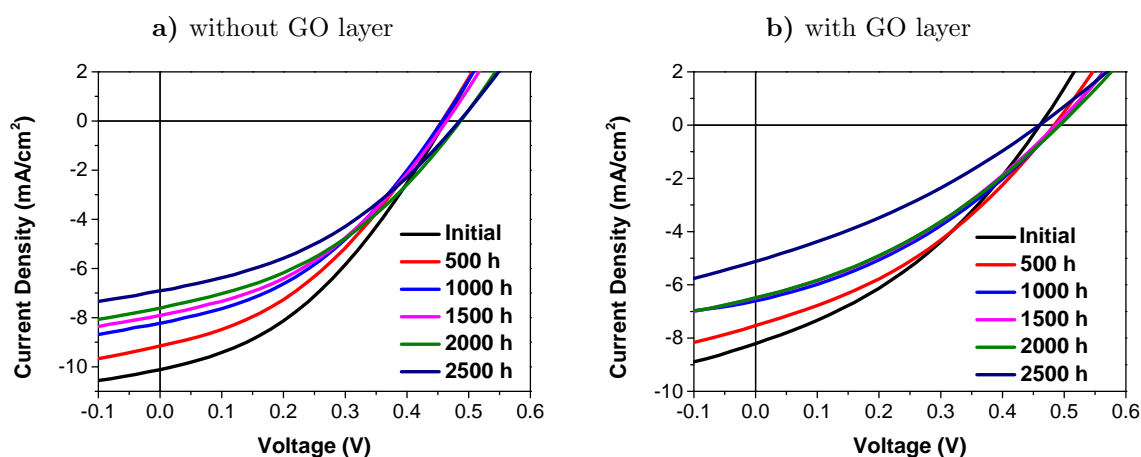 a) without GO layer
b) with GO layer
2
0
-2
-4
-6
-8
-10
-0.1 0.0 0.1 0.2 0.3 0.4 0.5 0.6
Voltage (V)
Current Density (mA/cm²)
Initial
500 h
1000 h
1500 h
2000 h
2500 h
2
0
-2
-4
-6
-8
-10
-0.1 0.0 0.1 0.2 0.3 0.4 0.5 0.6
Voltage (V)
Current Density (mA/cm²)
Initial
500 h
1000 h
1500 h
2000 h
2500 h